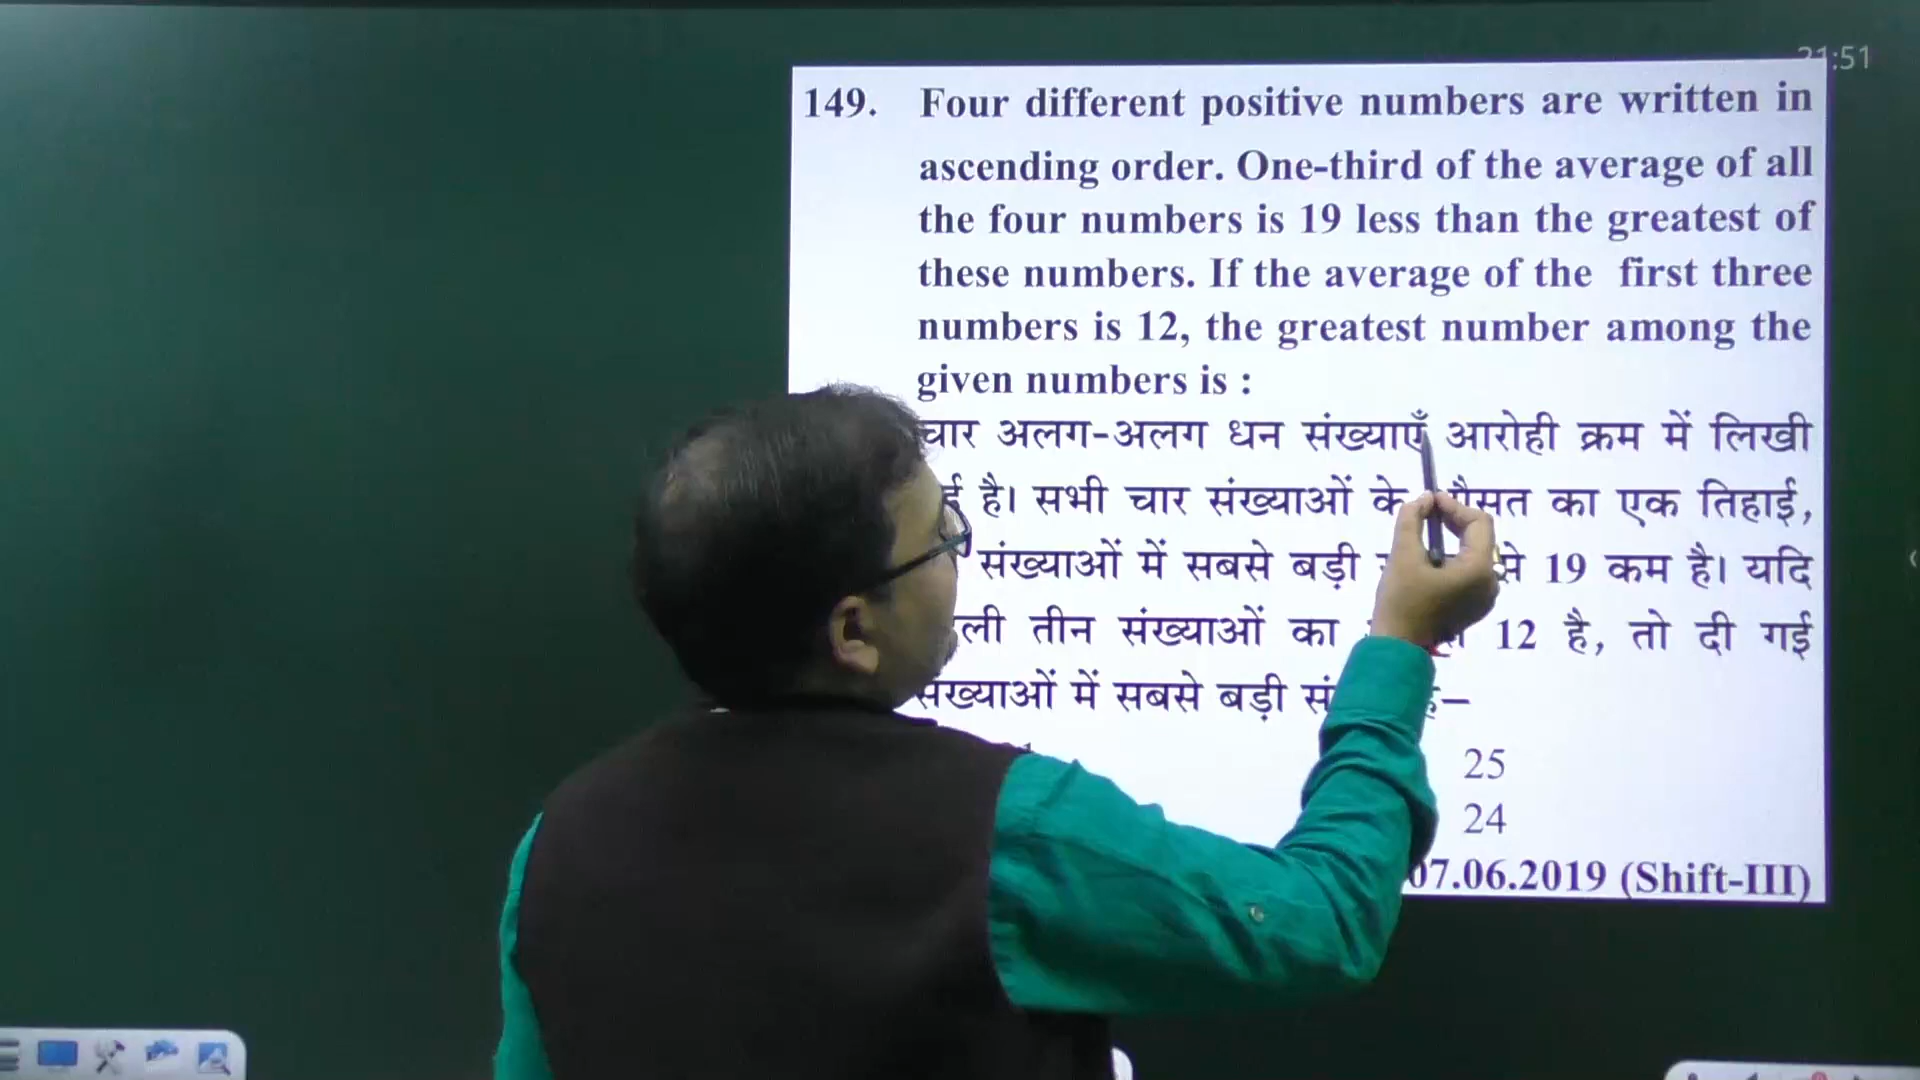 21:51
149. Four different positive numbers are written in
ascending order. One-third of the average of all
the four numbers is 19 less than the greatest of
these numbers. If the average of the first three
numbers is 12, the greatest number among the
given numbers is :
चार अलग-अलग धन संख्याएँ आरोही क्रम में लिखी
है। सभी चार संख्याओं के का एक तिहाई,
संख्याओं में सबसे बड़ी से 19 कम है। यदि
तीन संख्याओं का 12 है, तो दी गई
संख्याओं में सबसे बड़ी
25
24
07.06.2019 (Shift-III)